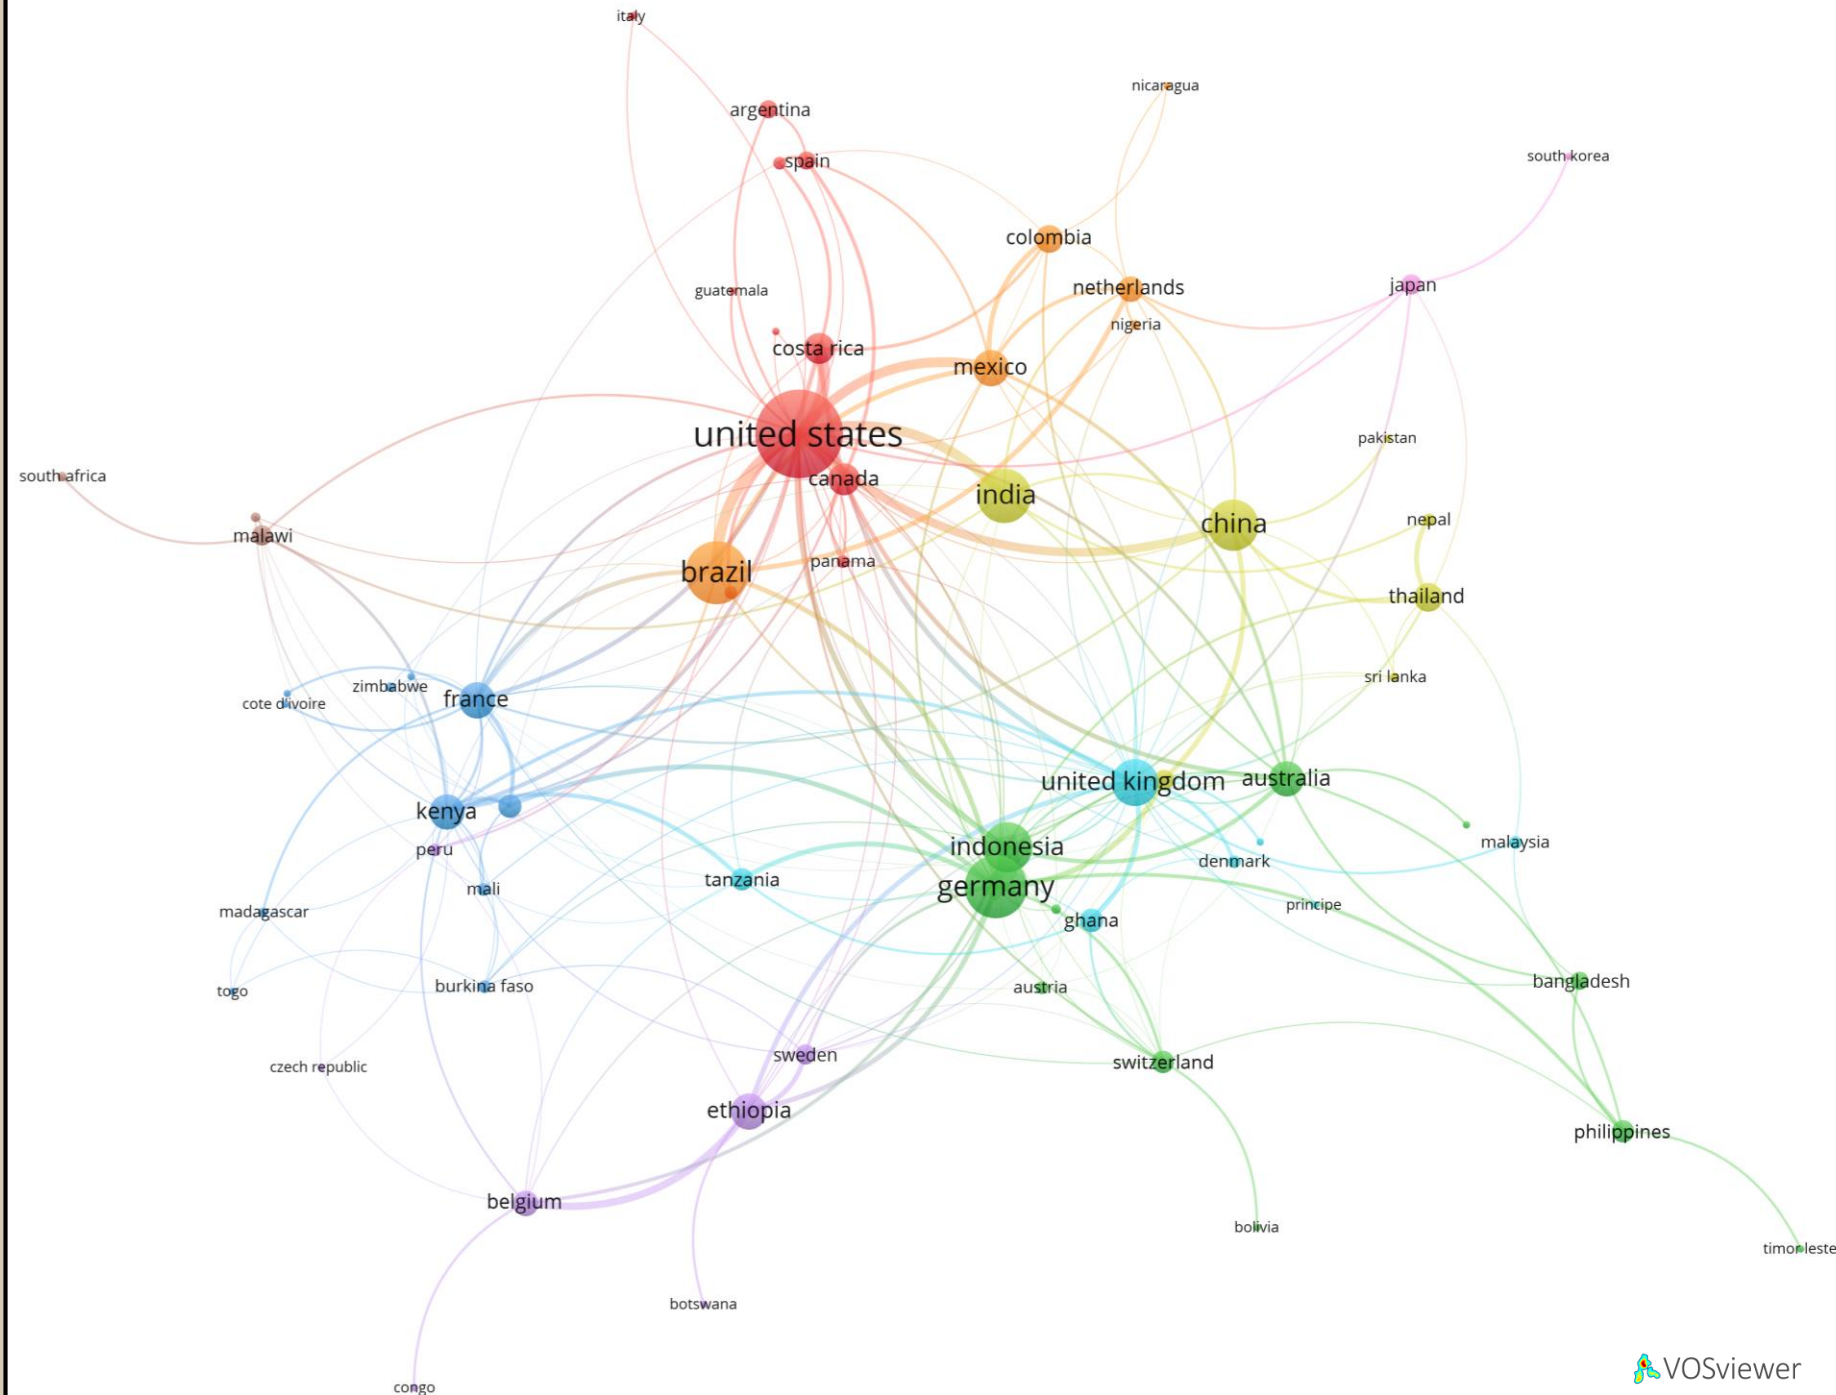 italy
nicaragua
argentina
south korea
spain
colombia
japan
netherlands
guatemala
nigeria
costa rica
mexico
united states
pakistan
south africa
canada
india
nepal
china
malawi
panama
brazil
thailand
sri lanka
zimbabwe
france
cote d'ivoire
australia
united kingdom
kenya
malaysia
indonesia
peru
denmark
tanzania
germany
mali
principe
madagascar
ghana
bangladesh
burkina faso
austria
togo
sweden
switzerland
czech republic
ethiopia
philippines
belgium
bolivia
timor leste
botswana
VOSviewer
congo